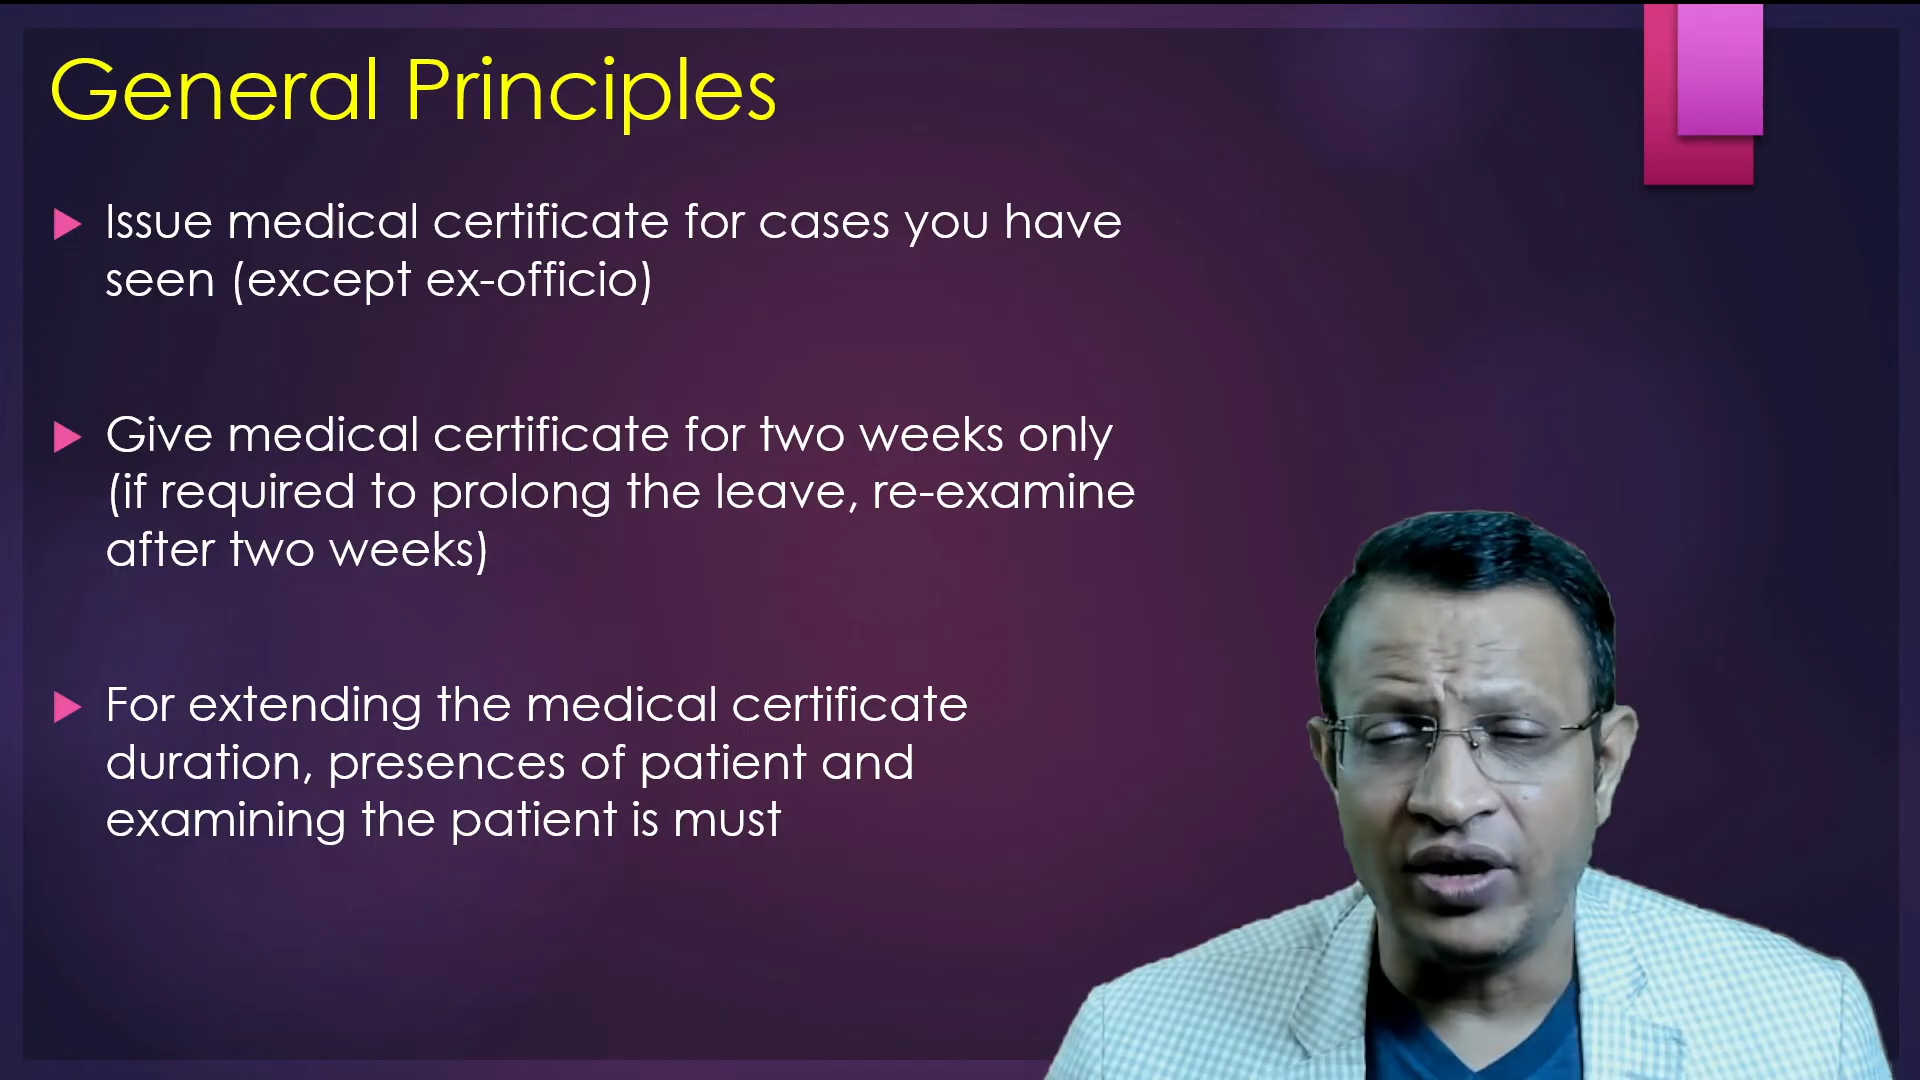 General Principles
Issue medical certificate for cases you have
seen (except ex-officio)
Give medical certificate for two weeks only
(if required to prolong the leave, re-examine
after two weeks)
For extending the medical certificate
duration, presences of patient and
examining the patient is must